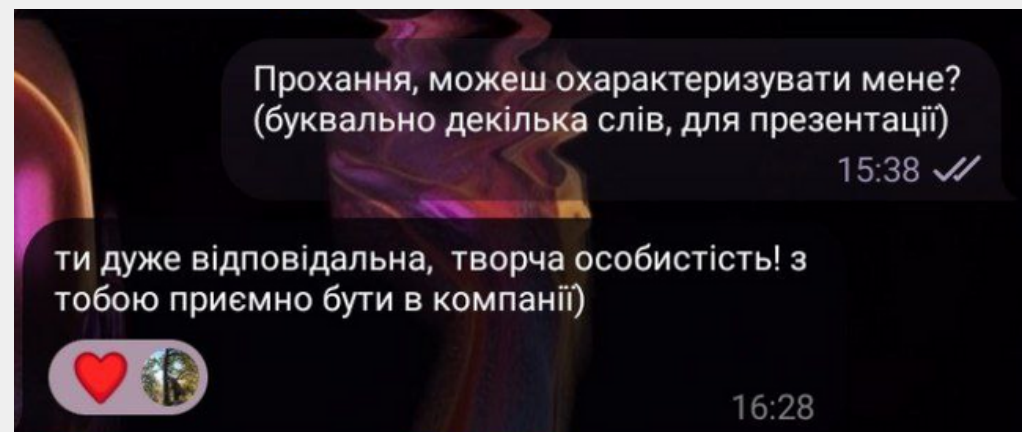 Прохання, можеш охарактеризувати мене?
(буквально декілька слів, для презентації)
15:38
ти дуже відповідальна, творча особистість! з
тобою приємно бути в компанії)
16:28